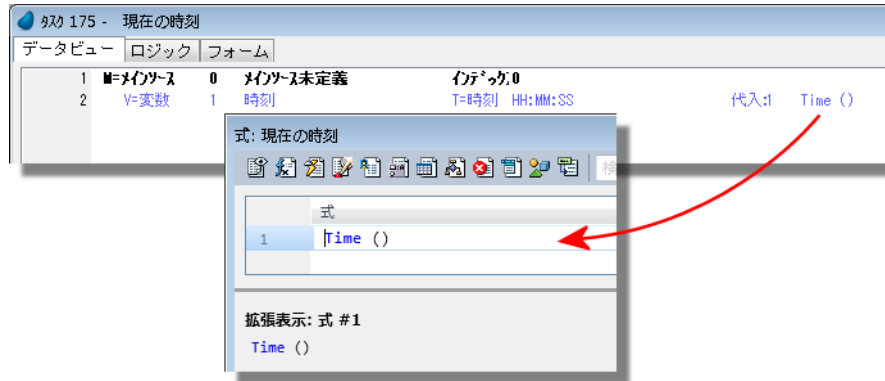 ﾀｽｸ 175 - 現在の時刻
データビュー ロジック フォーム
1 M=ﾒｲﾝｿｰｽ 0 ﾒｲﾝｿｰｽ未定義 ｲﾝﾃﾞｯｸ: 0
2 V=変数 1 時刻 T=時刻 HH:MM:SS 代入:1 Time ()
式: 現在の時刻
検
式
1 Time ()
拡張表示: 式 #1
Time ()